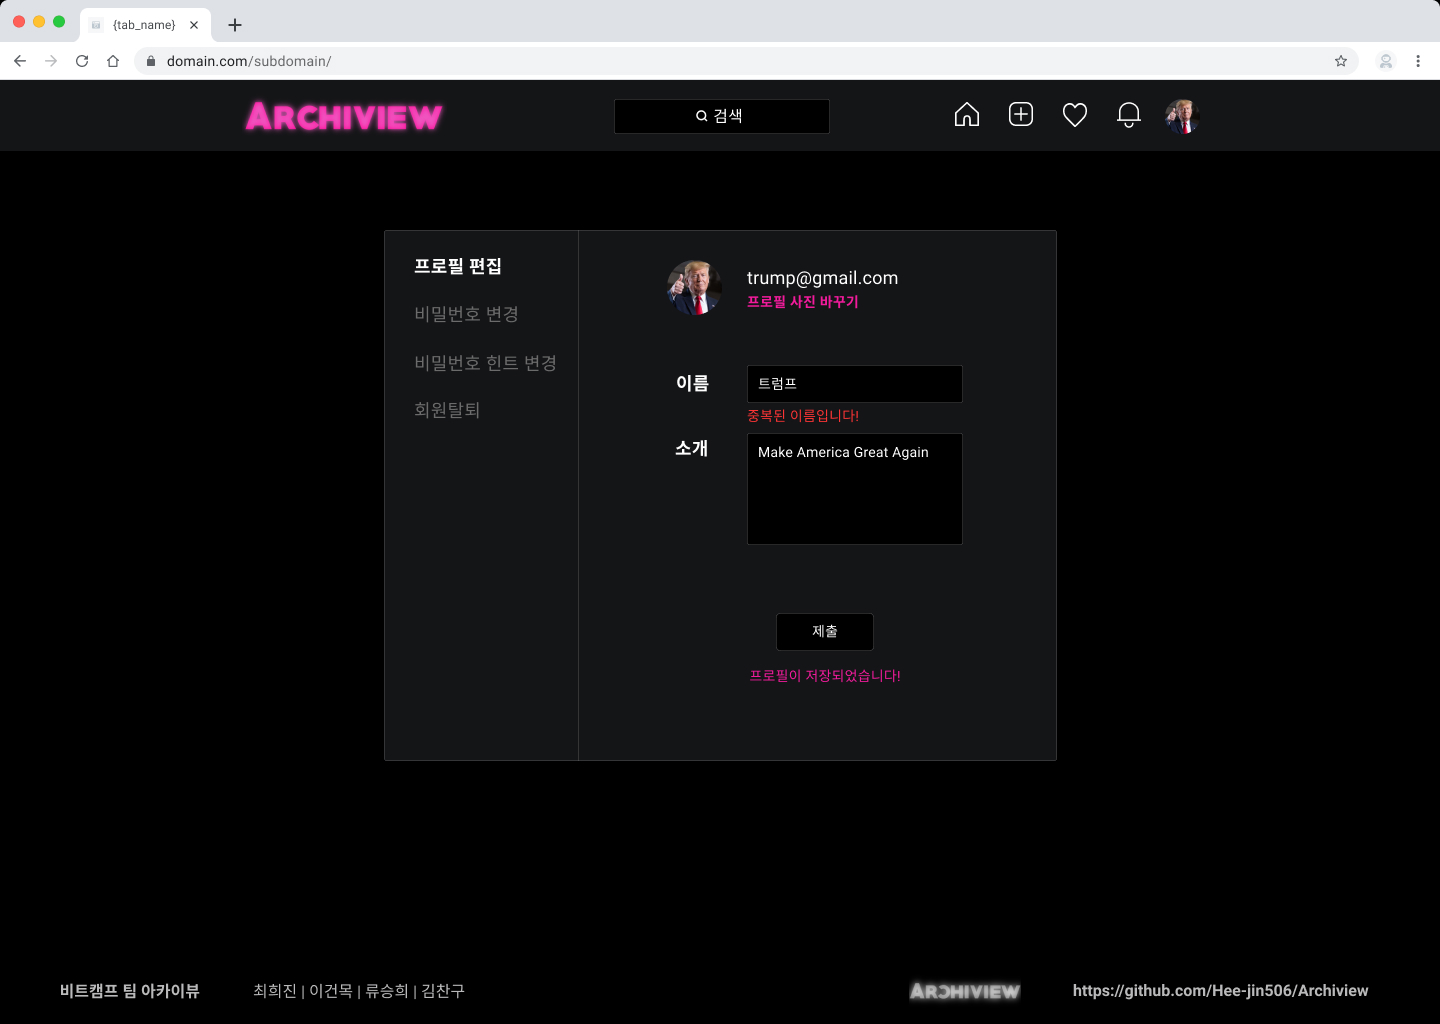 {tab_name}
domain.com/subdomain/
ARCHIVIEW
검색
프로필 편집
비밀번호 변경
비밀번호 힌트 변경
회원탈퇴
trump@gmail.com
프로필 사진 바꾸기
이름
트럼프
중복된 이름입니다!
소개
Make America Great Again
제출
프로필이 저장되었습니다!
비트캠프 팀 아카이뷰
최희진 | 이건목 | 류승희 | 김찬구
ARCHIVIEW
https://github.com/Hee-jin506/Archiview